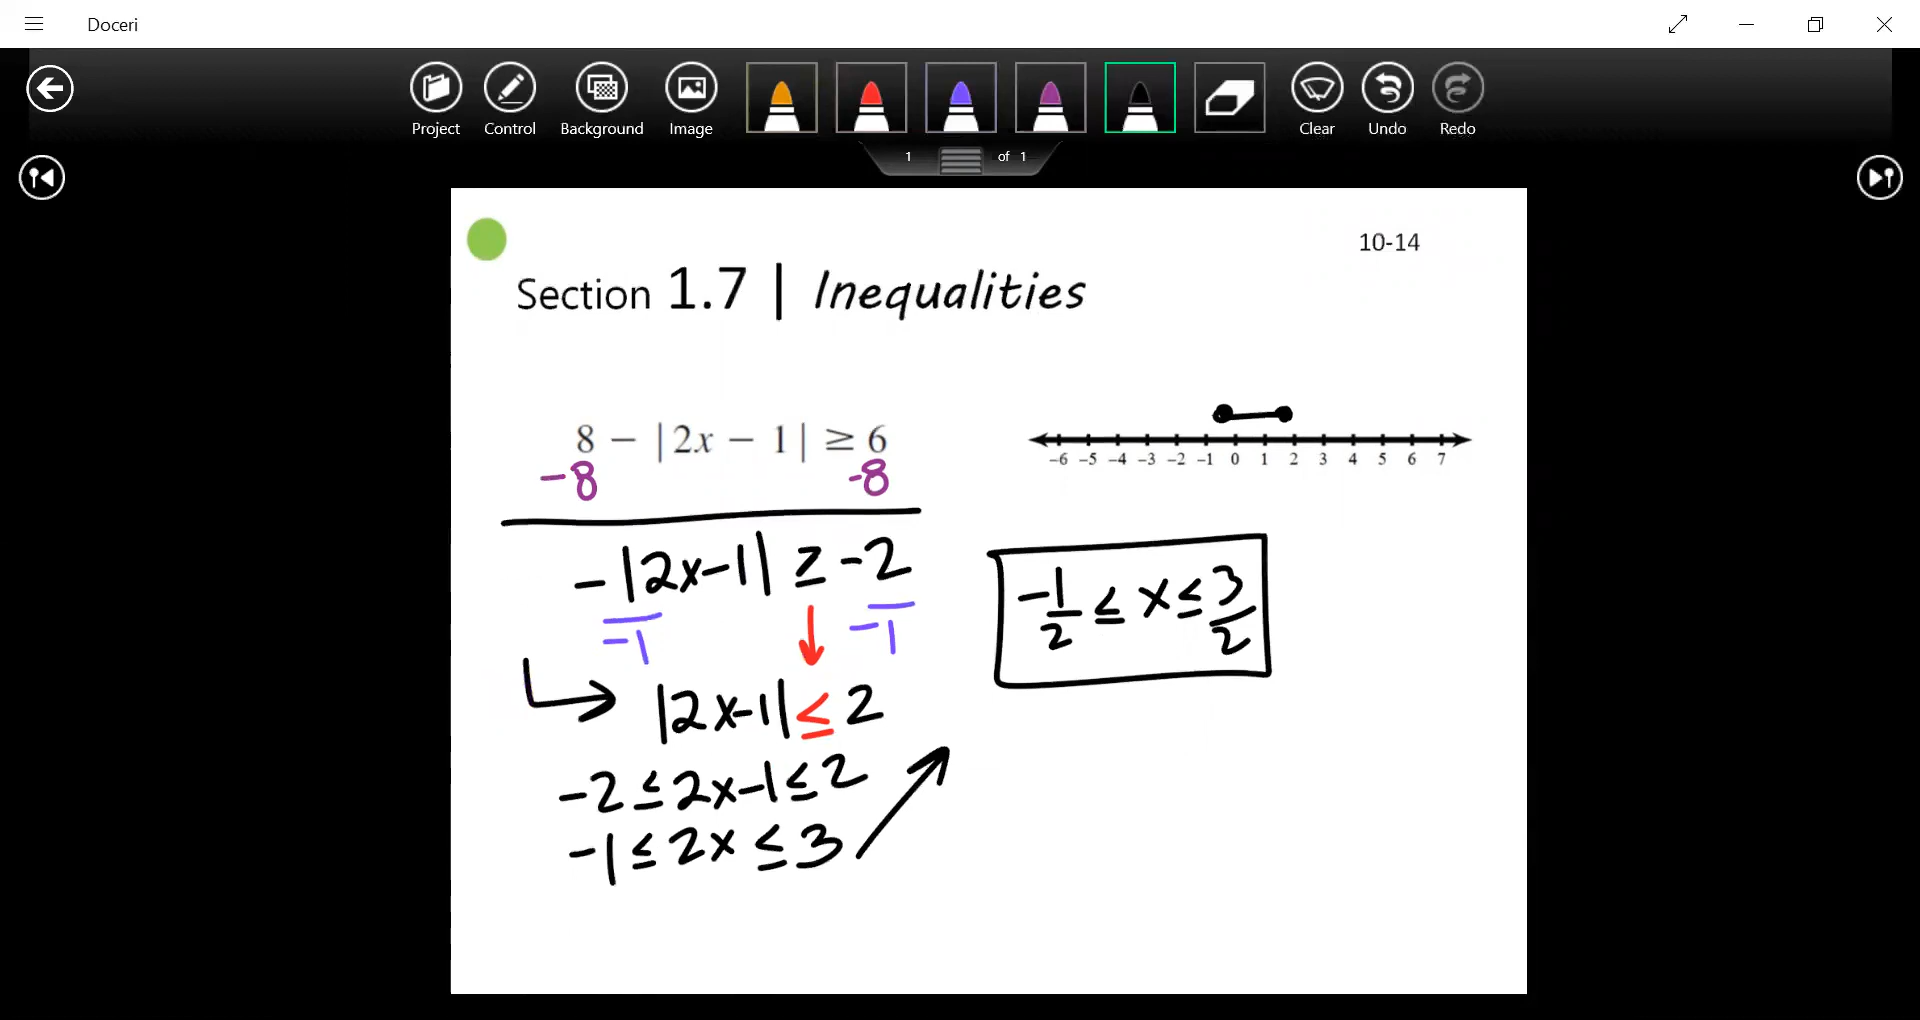 Doceri
Project Control Background Image Clear Undo Redo
1 of 1
10-14
Section 1.7 | Inequalities
8 − |2x − 1| ≥ 6
-8 -8
-6 -5 -4 -3 -2 -1 0 1 2 3 4 5 6 7
-|2x-1| ≥ -2
-1 -1
|2x-1| ≤ 2
-2 ≤ 2x-1 ≤ 2
-1 ≤ 2x ≤ 3
-1/2 ≤ x ≤ 3/2